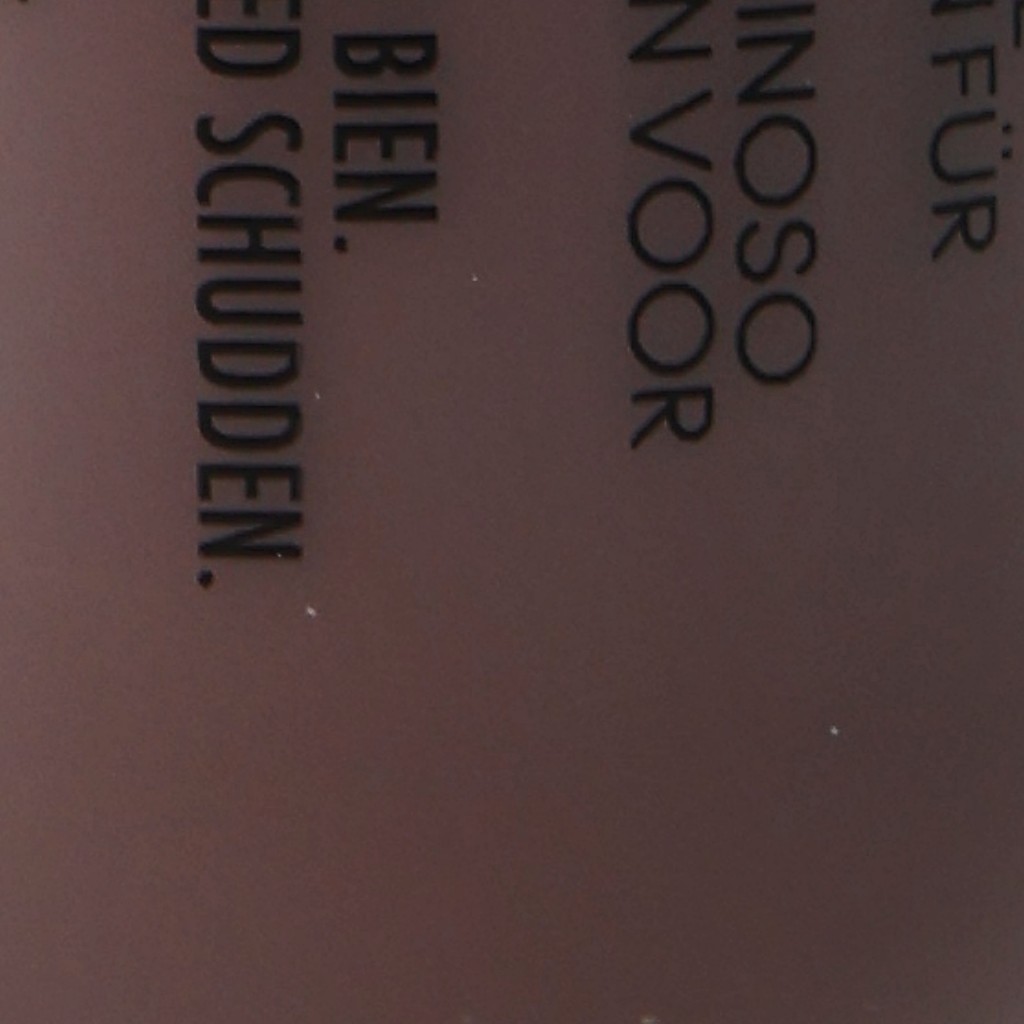 FÜR
INOSO
N VOOR
BIEN.
ED SCHUDDEN.